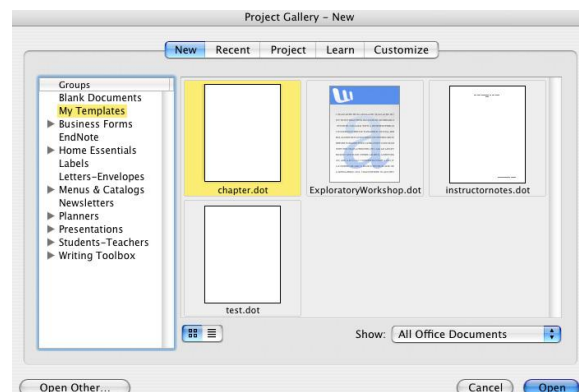 Project Gallery – New
New Recent Project Learn Customize
Groups
Blank Documents
My Templates
Business Forms
EndNote
Home Essentials
Labels
Letters-Envelopes
Menus & Catalogs
Newsletters
Planners
Presentations
Students-Teachers
Writing Toolbox
chapter.dot ExploratoryWorkshop.dot instructornotes.dot
test.dot
Show: All Office Documents
Open Other... Cancel Open